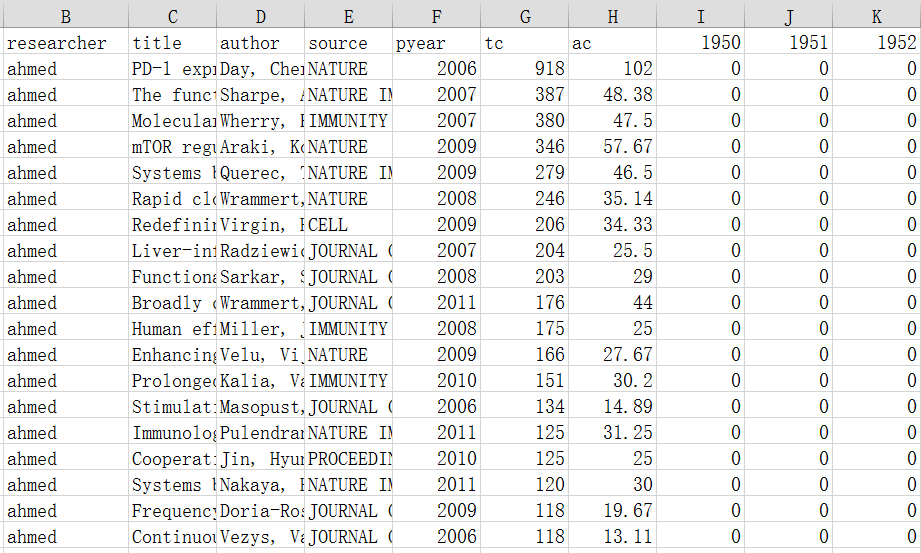 B C D E F G H I J K
researcher title author source pyear tc ac 1950 1951 1952
ahmed PD-1 exp Day, Che NATURE 2006 918 102 0 0 0
ahmed The func Sharpe, NATURE I 2007 387 48.38 0 0 0
ahmed Molecula Wherry, IMMUNITY 2007 380 47.5 0 0 0
ahmed mTOR reg Araki, K NATURE 2009 346 57.67 0 0 0
ahmed Systems Querec, NATURE I 2009 279 46.5 0 0 0
ahmed Rapid cl Wrammert, NATURE 2008 246 35.14 0 0 0
ahmed Redefini Virgin, CELL 2009 206 34.33 0 0 0
ahmed Liver-in Radziewi JOURNAL 2007 204 25.5 0 0 0
ahmed Function Sarkar, JOURNAL 2008 203 29 0 0 0
ahmed Broadly Wrammert, JOURNAL 2011 176 44 0 0 0
ahmed Human ef Miller, IMMUNITY 2008 175 25 0 0 0
ahmed Enhancin Velu, Vi NATURE 2009 166 27.67 0 0 0
ahmed Prolonge Kalia, Va IMMUNITY 2010 151 30.2 0 0 0
ahmed Stimulat Masopust, JOURNAL 2006 134 14.89 0 0 0
ahmed Immunolo Pulendra NATURE I 2011 125 31.25 0 0 0
ahmed Cooperat Jin, Hyu PROCEEDI 2010 125 25 0 0 0
ahmed Systems Nakaya, NATURE I 2011 120 30 0 0 0
ahmed Frequency Doria-Ro JOURNAL 2009 118 19.67 0 0 0
ahmed Continuo Vezys, Va JOURNAL 2006 118 13.11 0 0 0